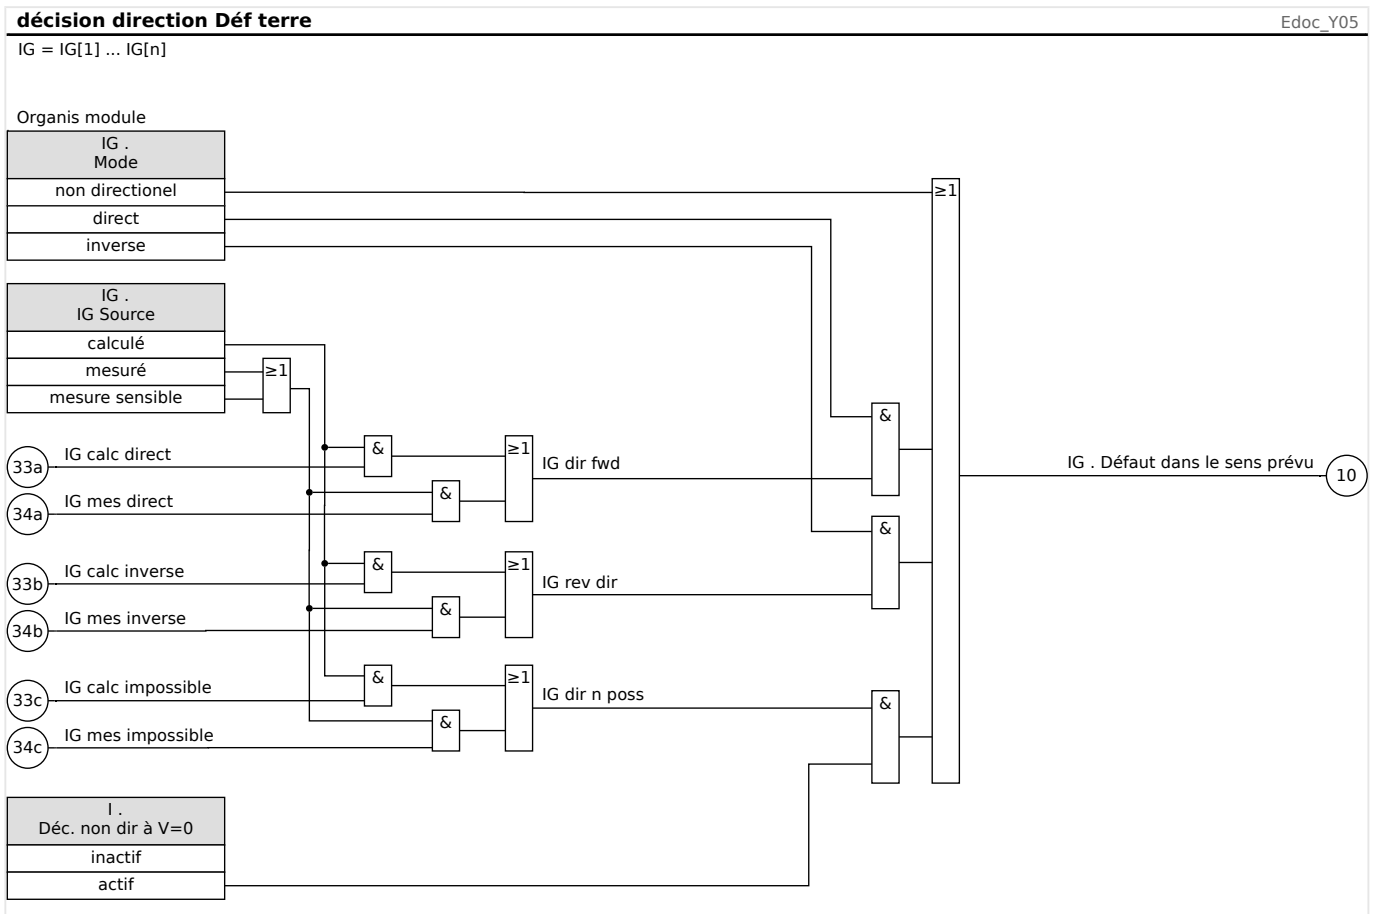 décision direction Déf terre
Edoc_Y05
IG = IG[1] ... IG[n]
Organis module
IG .
Mode
non directionel
direct
inverse
≥1
IG .
IG Source
calculé
mesuré
mesure sensible
≥1
33a
IG calc direct
&
≥1
IG dir fwd
&
34a
IG mes direct
&
IG . Défaut dans le sens prévu
10
33b
IG calc inverse
&
≥1
IG rev dir
&
34b
IG mes inverse
&
33c
IG calc impossible
&
≥1
IG dir n poss
&
34c
IG mes impossible
&
I .
Déc. non dir à V=0
inactif
actif